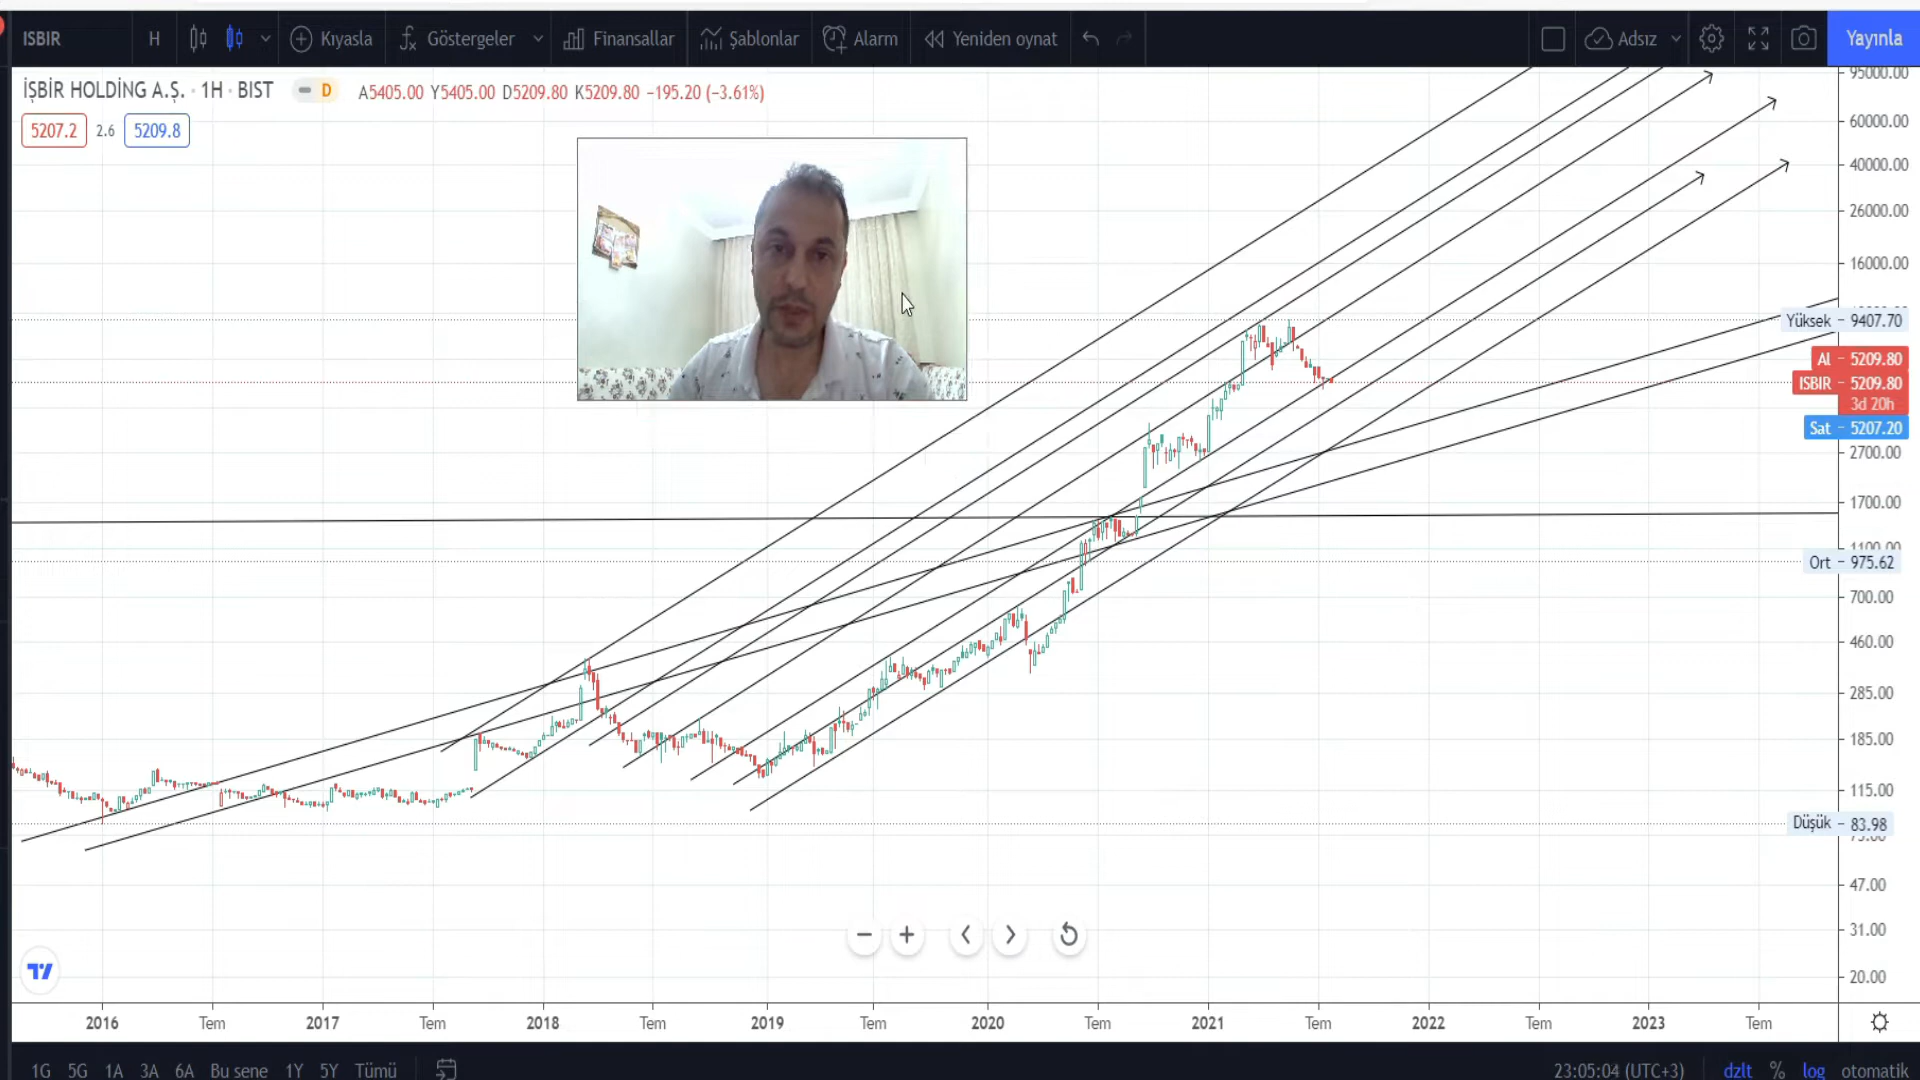 ISBIR H Kıyasla Göstergeler Finansallar Şablonlar Alarm Yeniden oynat Adsız Yayınla
İŞBİR HOLDİNG A.Ş. · 1H · BIST D A5405.00 Y5405.00 D5209.80 K5209.80 −195.20 (−3.61%)
5207.2 2.6 5209.8
95000.00
60000.00
40000.00
26000.00
16000.00
Yüksek 9407.70
Al 5209.80
ISBIR 5209.80
3d 20h
Sat 5207.20
2700.00
1700.00
1100.00
Ort 975.62
700.00
460.00
285.00
185.00
115.00
Düşük 83.98
47.00
31.00
20.00
2016 Tem 2017 Tem 2018 Tem 2019 Tem 2020 Tem 2021 Tem 2022 Tem 2023 Tem
1G 5G 1A 3A 6A Bu sene 1Y 5Y Tümü 23:05:04 (UTC+3) dzlt % log otomatik